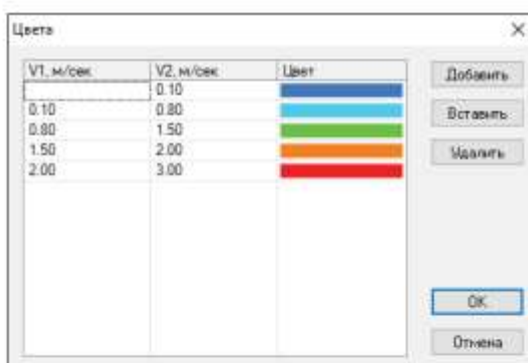 Цвета
V1, м/сек V2, м/сек Цвет
0.10
0.10 0.80
0.80 1.50
1.50 2.00
2.00 3.00
Добавить
Вставить
Удалить
OK
Отмена